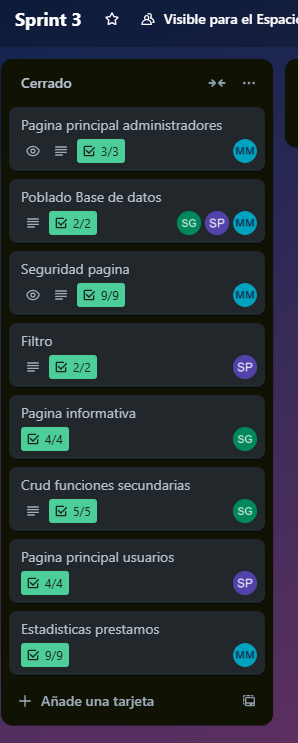 Sprint 3 Visible para el Espacio
Cerrado
Pagina principal administradores
3/3 MM
Poblado Base de datos
2/2 SG SP MM
Seguridad pagina
9/9 MM
Filtro
2/2 SP
Pagina informativa
4/4 SG
Crud funciones secundarias
5/5 SG
Pagina principal usuarios
4/4 SP
Estadisticas prestamos
9/9 MM
Añade una tarjeta